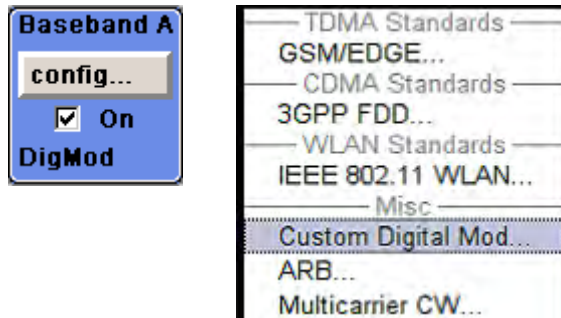 Baseband A
config...
On
DigMod
TDMA Standards
GSM/EDGE...
CDMA Standards
3GPP FDD...
WLAN Standards
IEEE 802.11 WLAN...
Misc
Custom Digital Mod...
ARB...
Multicarrier CW...